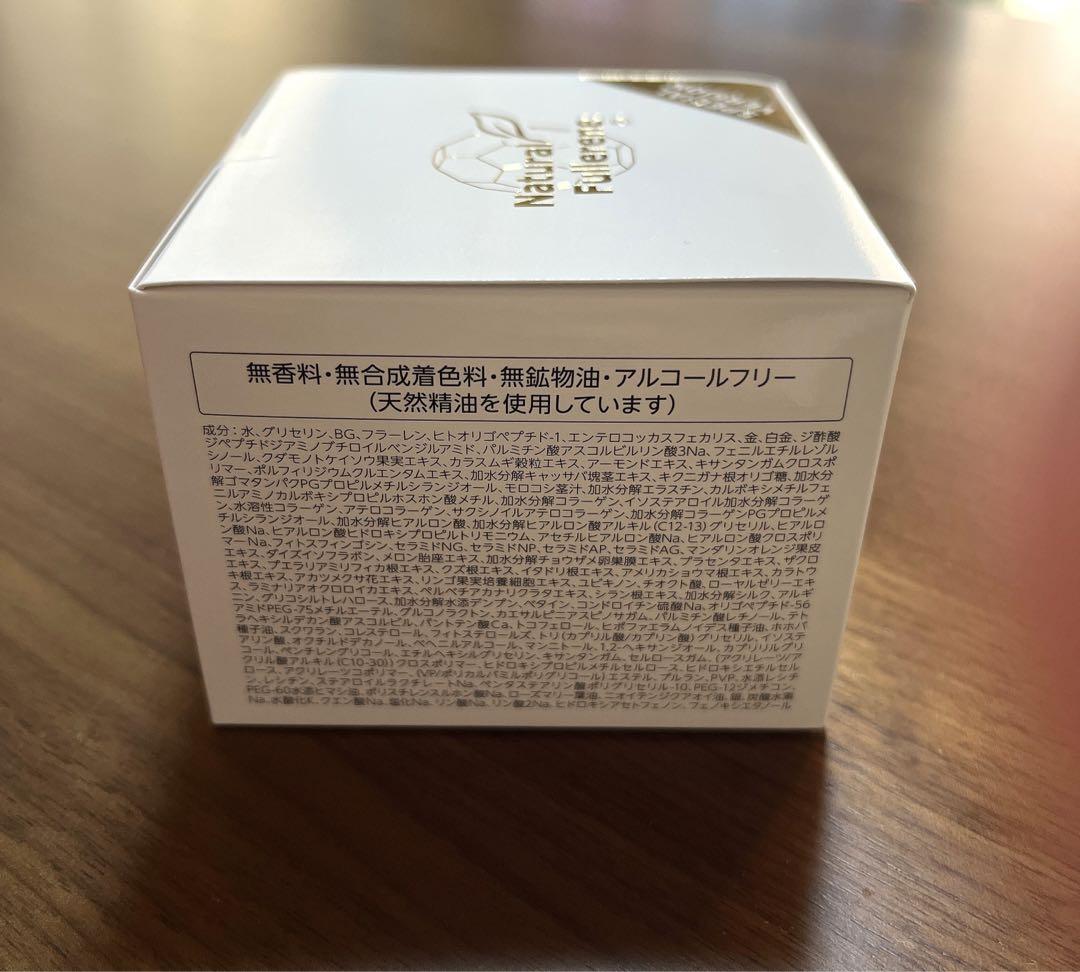 Natural
Fullerene
無香料・無合成着色料・無鉱物油・アルコールフリー
(天然精油を使用しています)
成分：水、グリセリン、BG、フラーレン、ヒトオリゴペプチド-1、エンテロコッカスフェカリス、金、白金、ジ酢酸
ジペプチドジアミノブチロイルベンジルアミド、パルミチン酸アスコルビルリン酸3Na、フェニルエチルレゾル
シノール、クダモノトケイソウ果実エキス、カラスムギ穀粒エキス、アーモンドエキス、キサンタンガムクロスポ
リマー、ポルフィリジウムクルエンタムエキス、加水分解キャッサバ塊茎エキス、キクニガナ根オリゴ糖、加水分
解ゴマタンパクPGプロピルメチルシランジオール、モロコシ茎汁、加水分解エラスチン、カルボキシメチルフェ
ニルアミノカルボキシプロピルホスホン酸メチル、加水分解コラーゲン、イソステアロイル加水分解コラーゲ
ン、水溶性コラーゲン、アテロコラーゲン、サクシノイルアテロコラーゲン、加水分解コラーゲンPGプロピルメ
チルシランジオール、加水分解ヒアルロン酸、加水分解ヒアルロン酸アルキル(C12-13)グリセリル、ヒアルロ
ン酸Na、ヒアルロン酸ヒドロキシプロピルトリモニウム、アセチルヒアルロン酸Na、ヒアルロン酸クロスポリ
マーNa、フィトスフィンゴシン、セラミドNG、セラミドNP、セラミドAP、セラミドAG、マンダリンオレンジ果皮
エキス、ダイズイソフラボン、メロン胎座エキス、加水分解チョウザメ卵巣膜エキス、プラセンタエキス、ザクロ
エキス、プエラリアミリフィカ根エキス、クズ根エキス、イタドリ根エキス、アメリカショウマ根エキス、カラトウ
キ根エキス、アカツメクサ花エキス、リンゴ果実培養細胞エキス、ユビキノン、チオクト酸、ローヤルゼリーエキ
ス、ラミナリアオクロロイカエキス、ペルベチアカナリクラタエキス、シラン根エキス、加水分解シルク、アルギ
ニン、グリコシルトレハロース、加水分解水添デンプン、ベタイン、コンドロイチン硫酸Na、オリゴペプチド-56
アミドPEG-75メチルエーテル、グルコノラクトン、カエサルピニアスピノサガム、パルミチン酸レチノール、テト
ラヘキシルデカン酸アスコルビル、パントテン酸Ca、トコフェロール、ヒポファエラムノイデス種子油、ホホバ
種子油、スクワラン、コレステロール、フィトステロールズ、トリ(カプリル酸/カプリン酸)グリセリル、イソステ
アリン酸、オクチルドデカノール、ベヘニルアルコール、マンニトール、1,2-ヘキサンジオール、カプリリルグリ
コール、ペンチレングリコール、エチルヘキシルグリセリン、キサンタンガム、セルロースガム、(アクリレーツ/ア
クリル酸アルキル(C10-30))クロスポリマー、ヒドロキシプロピルメチルセルロース、ヒドロキシエチルセル
ロース、アクリレーツコポリマー、(VP/ポリカルバミルポリグリコール)エステル、プルラン、PVP、水添レシチ
ン、レシチン、ステアロイルラクチレートNa、ペンタステアリン酸ポリグリセリル-10、PEG-12ジメチコン、
PEG-60水添ヒマシ油、ポリスチレンスルホン酸Na、ローズマリー葉油、ニオイテンジクアオイ油、銀、炭酸水素
Na、水酸化K、クエン酸Na、塩化Na、リン酸Na、リン酸2Na、ヒドロキシアセトフェノン、フェノキシエタノール